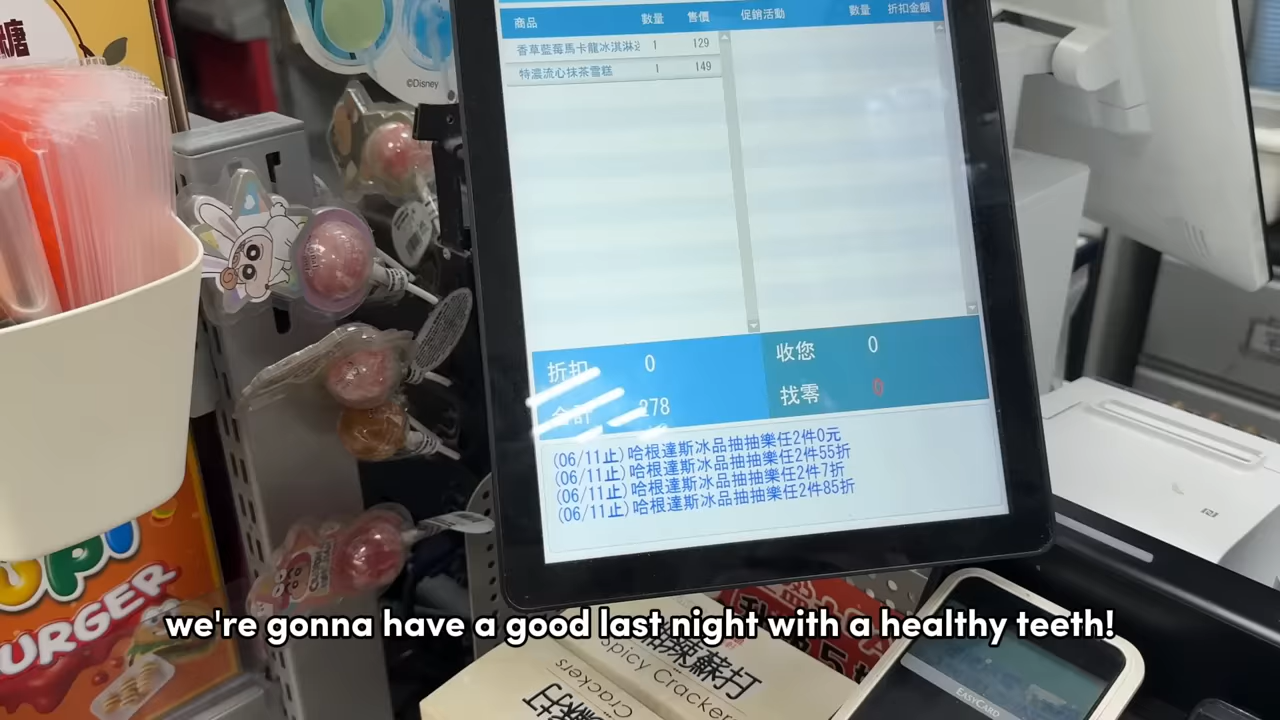 糖
©Disney
商品 數量 售價 促銷活動 數量 折扣金額
香草藍莓馬卡龍冰淇淋 1 129
特濃流心抹茶雪糕 1 149
折扣 0 收您 0
合計 278 找零 0
(06/11止)哈根達斯冰品抽抽樂任2件0元
(06/11止)哈根達斯冰品抽抽樂任2件55折
(06/11止)哈根達斯冰品抽抽樂任2件7折
(06/11止)哈根達斯冰品抽抽樂任2件85折
we're gonna have a good last night with a healthy teeth!
URGER
Spicy Crackers
Crackers
EASYCARD